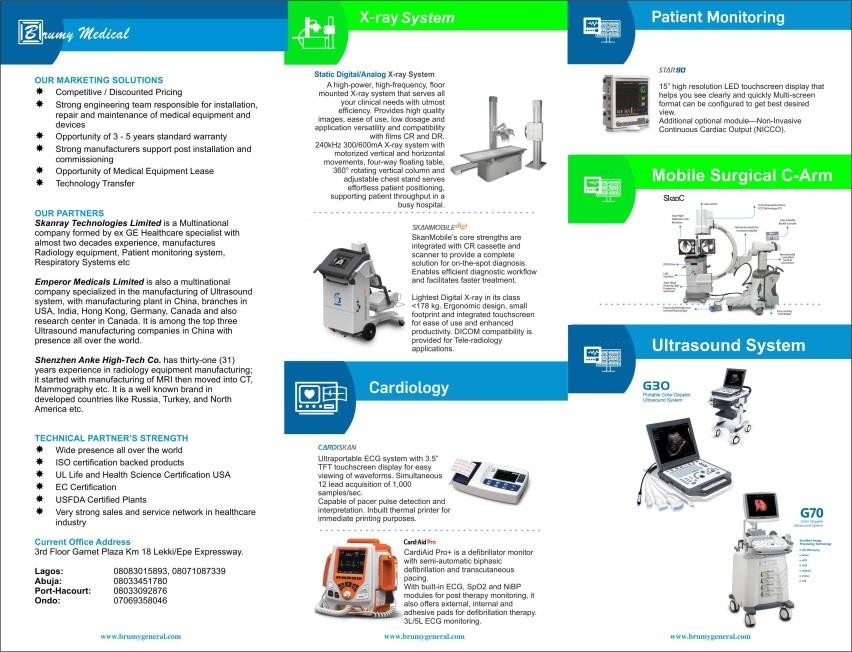 Brumy Medical
OUR MARKETING SOLUTIONS
Competitive / Discounted Pricing
Strong engineering team responsible for installation,
repair and maintenance of medical equipment and
devices
Opportunity of 3 - 5 years standard warranty
Strong manufacturers support post installation and
commissioning
Opportunity of Medical Equipment Lease
Technology Transfer
OUR PARTNERS
Skanray Technologies Limited is a Multinational
company formed by ex GE Healthcare specialist with
almost two decades experience, manufactures
Radiology equipment, Patient monitoring system,
Respiratory Systems etc
Emperor Medicals Limited is also a multinational
company specialized in the manufacturing of Ultrasound
system, with manufacturing plant in China, branches in
USA, India, Hong Kong, Germany, Canada and also
research center in Canada. It is among the top three
Ultrasound manufacturing companies in China with
presence all over the world.
Shenzhen Anke High-Tech Co. has thirty-one (31)
years experience in radiology equipment manufacturing;
it started with manufacturing of MRI then moved into CT,
Mammography etc. It is a well known brand in
developed countries like Russia, Turkey, and North
America etc.
TECHNICAL PARTNER'S STRENGTH
Wide presence all over the world
ISO certification backed products
UL Life and Health Science Certification USA
EC Certification
USFDA Certified Plants
Very strong sales and service network in healthcare
industry
Current Office Address
3rd Floor Garnet Plaza Km 18 Lekki/Epe Expressway.
Lagos: 08083015893, 08071087339
Abuja: 08033451780
Port-Hacourt: 08033092876
Ondo: 07069358046
www.brumygeneral.com
X-ray System
Static Digital/Analog X-ray System
A high-power, high-frequency, floor
mounted X-ray system that serves all
your clinical needs with utmost
efficiency. Provides high quality
images, ease of use, low dosage and
application versatility and compatibility
with films CR and DR.
240kHz 300/600mA X-ray system with
motorized vertical and horizontal
movements, four-way floating table,
360° rotating vertical column and
adjustable chest stand serves
effortless patient positioning,
supporting patient throughput in a
busy hospital.
SKANMOBILE digi
SkanMobile's core strengths are
integrated with CR cassette and
scanner to provide a complete
solution for on-the-spot diagnosis.
Enables efficient diagnostic workflow
and facilitates faster treatment.
Lightest Digital X-ray in its class
<178 kg. Ergonomic design, small
footprint and integrated touchscreen
for ease of use and enhanced
productivity. DICOM compatibility is
provided for Tele-radiology
applications.
Cardiology
CARDISKAN
Ultraportable ECG system with 3.5"
TFT touchscreen display for easy
viewing of waveforms. Simultaneous
12 lead acquisition of 1,000
samples/sec.
Capable of pacer pulse detection and
interpretation. Inbuilt thermal printer for
immediate printing purposes.
CardAid Pro
CardiAid Pro+ is a defibrillator monitor
with semi-automatic biphasic
defibrillation and transcutaneous
pacing.
With built-in ECG, SpO2 and NiBP
modules for post therapy monitoring, it
also offers external, internal and
adhesive pads for defibrillation therapy.
3L/5L ECG monitoring.
www.brumygeneral.com
Patient Monitoring
STAR 90
15" high resolution LED touchscreen display that
helps you see clearly and quickly Multi-screen
format can be configured to get best desired
view.
Additional optional module—Non-Invasive
Continuous Cardiac Output (NICCO).
Mobile Surgical C-Arm
SkanC
Ultrasound System
G30
Portable Color Doppler
Ultrasound System
G70
Color Doppler
Ultrasound System
Excellent Image
Processing Technology
www.brumygeneral.com